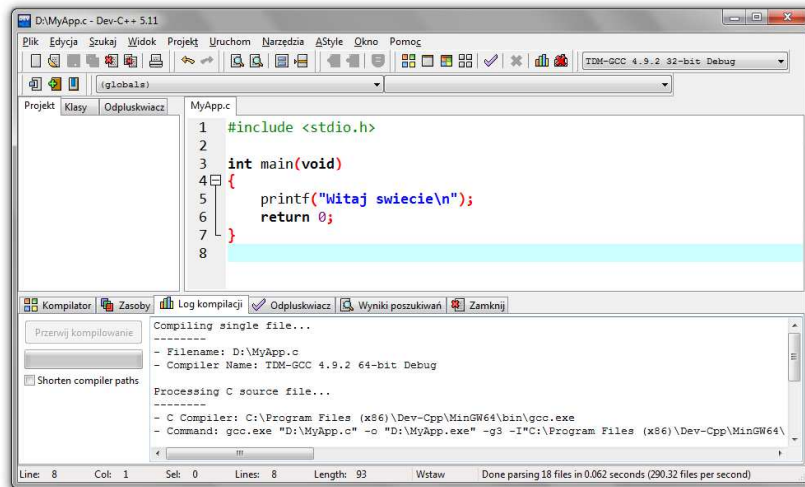 D:\MyApp.c - Dev-C++ 5.11
Plik Edycja Szukaj Widok Projekt Uruchom Narzędzia AStyle Okno Pomoc
TDM-GCC 4.9.2 32-bit Debug
(globals)
Projekt Klasy Odpluskwiacz
MyApp.c
1 #include <stdio.h>
2
3 int main(void)
4 {
5 printf("Witaj swiecie\n");
6 return 0;
7 }
8
Kompilator Zasoby Log kompilacji Odpluskwiacz Wyniki poszukiwań Zamknij
Przerwij kompilowanie
Shorten compiler paths
Compiling single file...
--------
- Filename: D:\MyApp.c
- Compiler Name: TDM-GCC 4.9.2 64-bit Debug
Processing C source file...
--------
- C Compiler: C:\Program Files (x86)\Dev-Cpp\MinGW64\bin\gcc.exe
- Command: gcc.exe "D:\MyApp.c" -o "D:\MyApp.exe" -g3 -I"C:\Program Files (x86)\Dev-Cpp\MinGW64\
Line: 8 Col: 1 Sel: 0 Lines: 8 Length: 93 Wstaw Done parsing 18 files in 0.062 seconds (290.32 files per second)